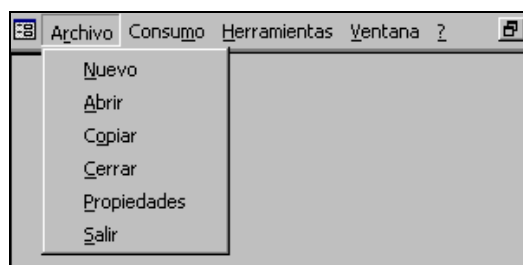 Archivo Consumo Herramientas Ventana ?
Nuevo
Abrir
Copiar
Cerrar
Propiedades
Salir